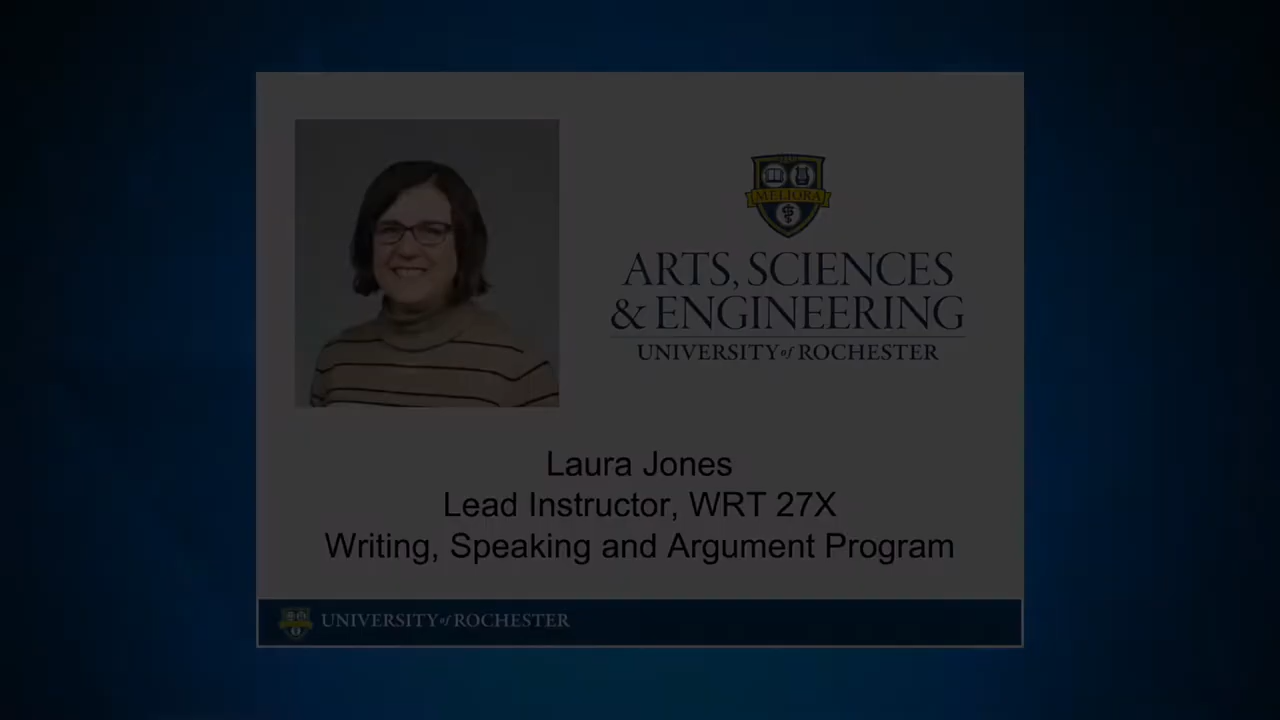 MELIORA
ARTS, SCIENCES
& ENGINEERING
UNIVERSITY of ROCHESTER
Laura Jones
Lead Instructor, WRT 27X
Writing, Speaking and Argument Program
UNIVERSITY of ROCHESTER